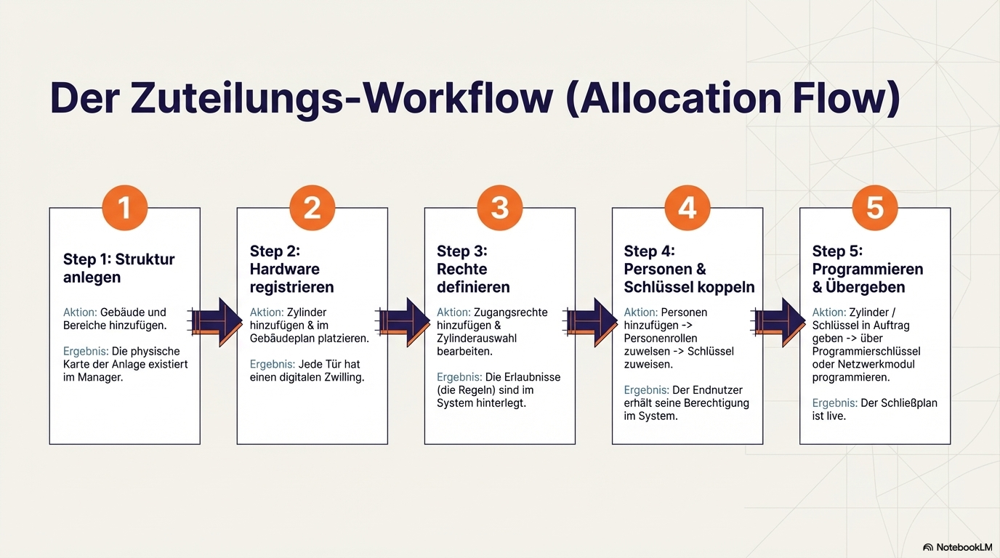 Der Zuteilungs-Workflow (Allocation Flow)
1
Step 1: Struktur
anlegen
Aktion: Gebäude und
Bereiche hinzufügen.
Ergebnis: Die physische
Karte der Anlage existiert
im Manager.
2
Step 2:
Hardware
registrieren
Aktion: Zylinder
hinzufügen & im
Gebäudeplan platzieren.
Ergebnis: Jede Tür hat
einen digitalen Zwilling.
3
Step 3:
Rechte
definieren
Aktion: Zugangsrechte
hinzufügen &
Zylinderauswahl
bearbeiten.
Ergebnis: Die Erlaubnisse
(die Regeln) sind im
System hinterlegt.
4
Step 4:
Personen &
Schlüssel koppeln
Aktion: Personen
hinzufügen ->
Personenrollen
zuweisen -> Schlüssel
zuweisen.
Ergebnis: Der Endnutzer
erhält seine Berechtigung
im System.
5
Step 5:
Programmieren
& Übergeben
Aktion: Zylinder /
Schlüssel in Auftrag
geben -> über
Programmierschlüssel
oder Netzwerkmodul
programmieren.
Ergebnis: Der Schließplan
ist live.
NotebookLM